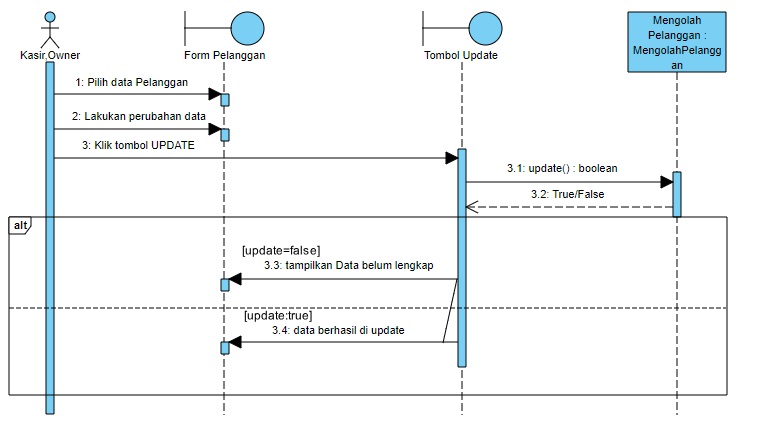 Kasir,Owner
Form Pelanggan
Tombol Update
Mengolah
Pelanggan :
MengolahPelangg
an
1: Pilih data Pelanggan
2: Lakukan perubahan data
3: Klik tombol UPDATE
3.1: update() : boolean
3.2: True/False
alt
[update=false]
3.3: tampilkan Data belum lengkap
[update:true]
3.4: data berhasil di update